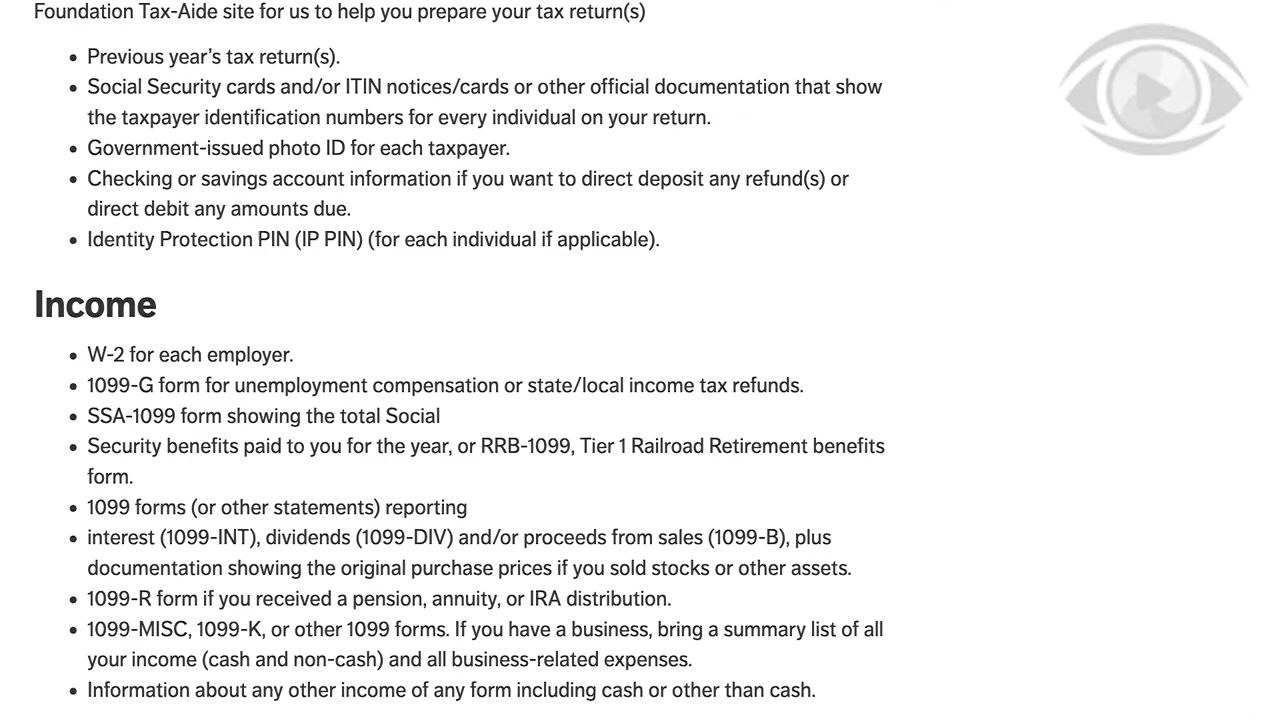 Foundation Tax-Aide site for us to help you prepare your tax return(s)
• Previous year's tax return(s).
• Social Security cards and/or ITIN notices/cards or other official documentation that show
the taxpayer identification numbers for every individual on your return.
• Government-issued photo ID for each taxpayer.
• Checking or savings account information if you want to direct deposit any refund(s) or
direct debit any amounts due.
• Identity Protection PIN (IP PIN) (for each individual if applicable).
Income
• W-2 for each employer.
• 1099-G form for unemployment compensation or state/local income tax refunds.
• SSA-1099 form showing the total Social
• Security benefits paid to you for the year, or RRB-1099, Tier 1 Railroad Retirement benefits
form.
• 1099 forms (or other statements) reporting
• interest (1099-INT), dividends (1099-DIV) and/or proceeds from sales (1099-B), plus
documentation showing the original purchase prices if you sold stocks or other assets.
• 1099-R form if you received a pension, annuity, or IRA distribution.
• 1099-MISC, 1099-K, or other 1099 forms. If you have a business, bring a summary list of all
your income (cash and non-cash) and all business-related expenses.
• Information about any other income of any form including cash or other than cash.